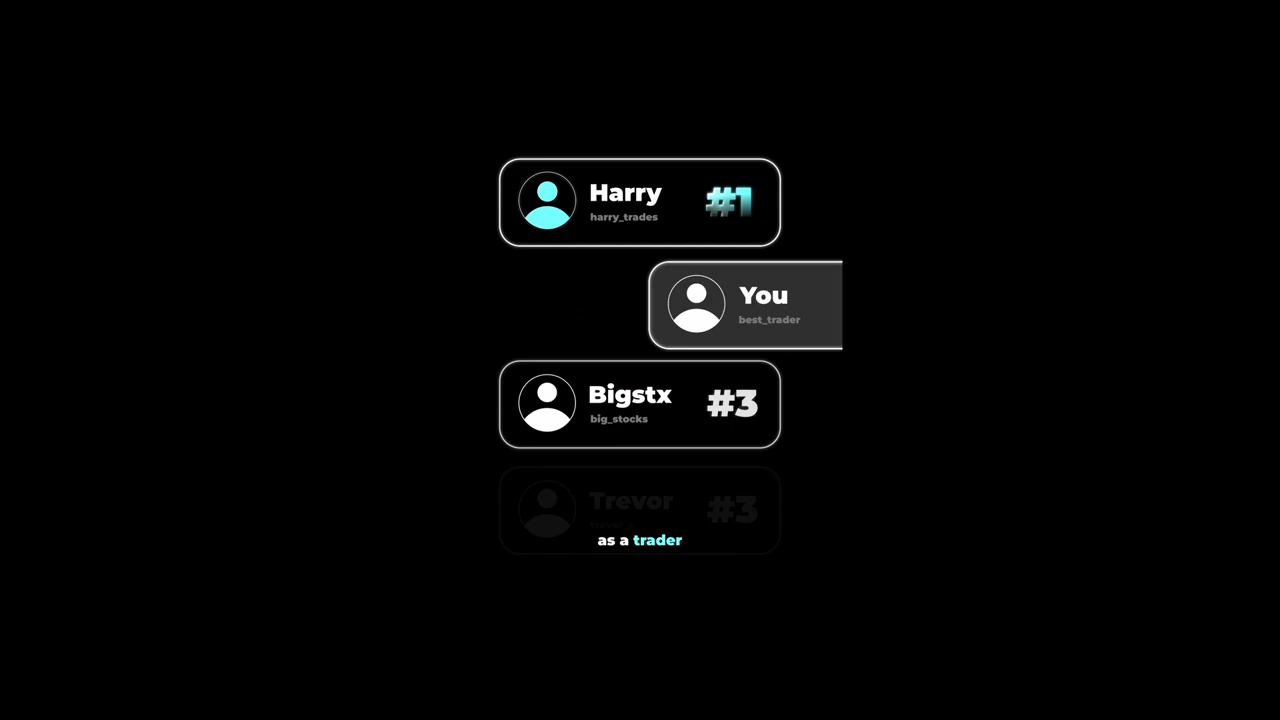 Harry
harry_trades
#1
You
best_trader
Bigstx
big_stocks
#3
Trevor
#3
as a trader